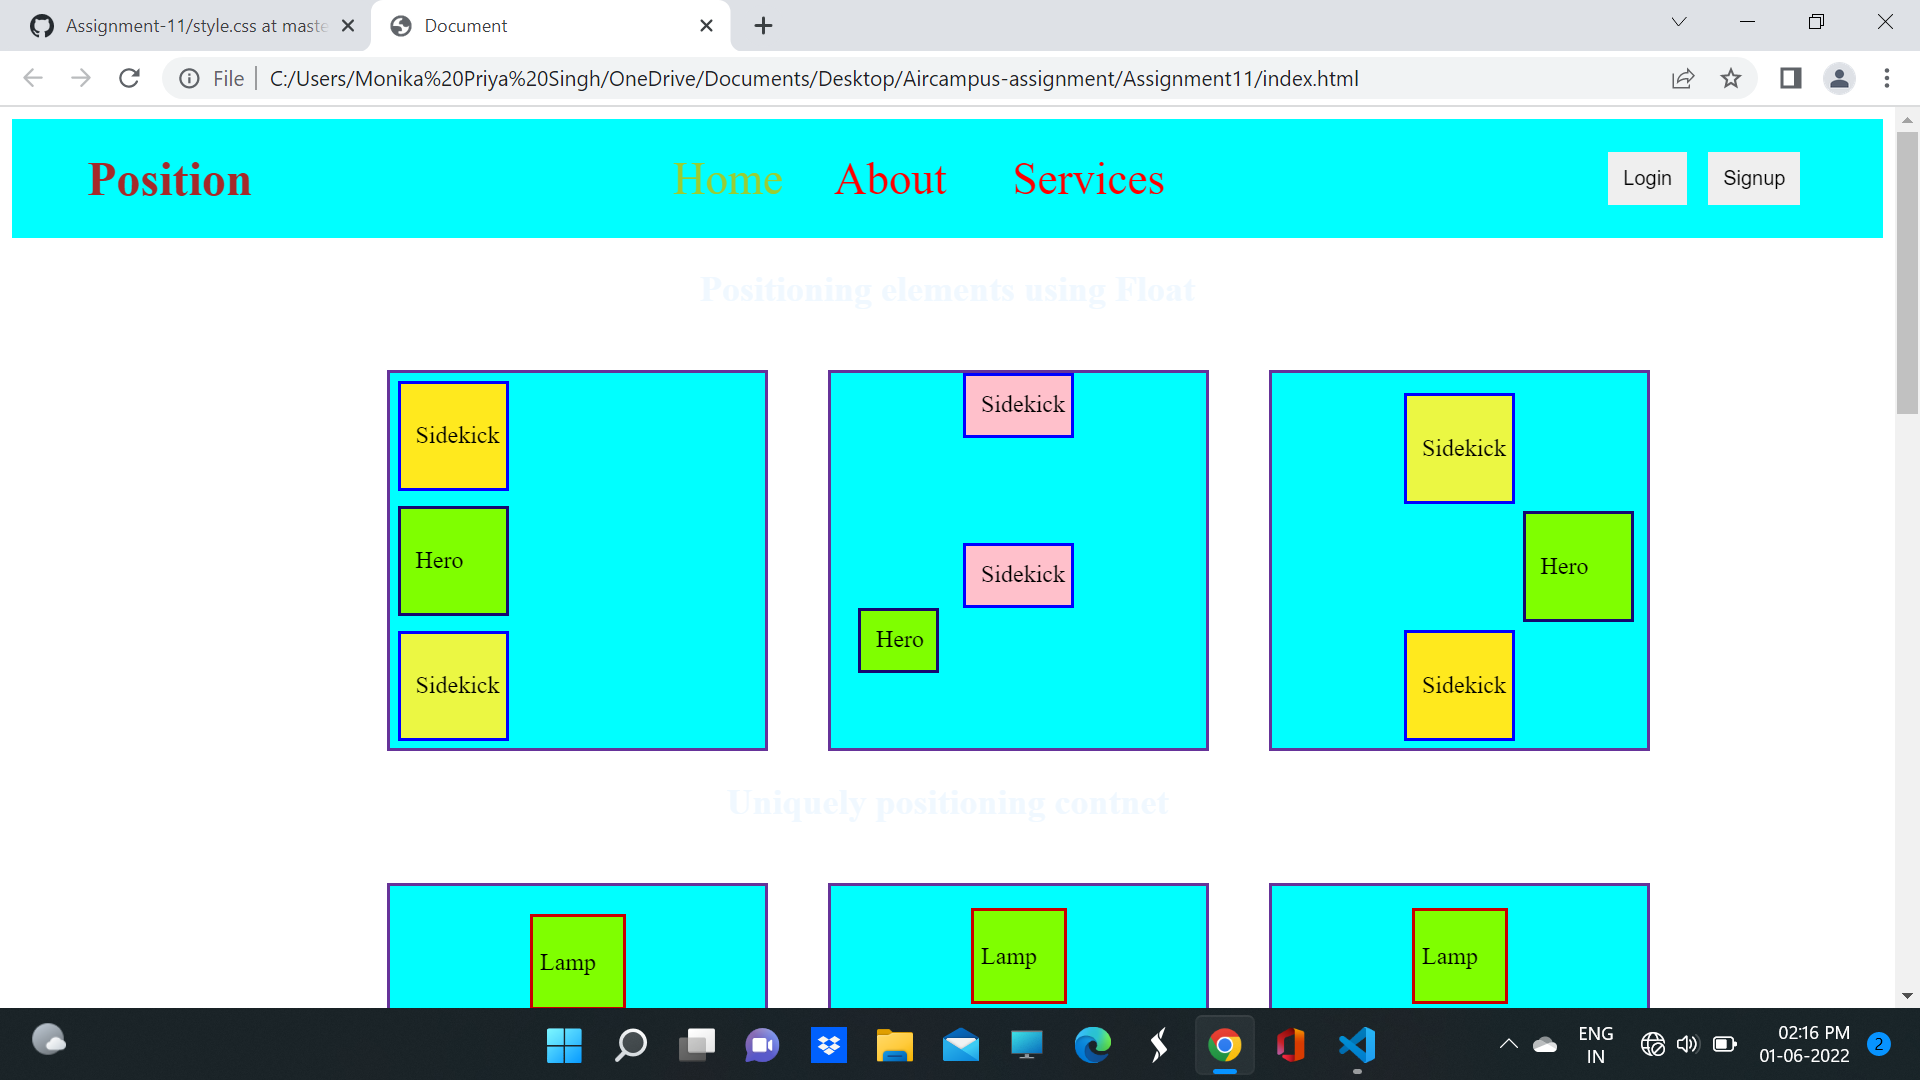 Assignment-11/style.css at maste
Document
File
C:/Users/Monika%20Priya%20Singh/OneDrive/Documents/Desktop/Aircampus-assignment/Assignment11/index.html
Position
Home
About
Services
Login
Signup
Positioning elements using Float
Sidekick
Hero
Sidekick
Sidekick
Sidekick
Hero
Sidekick
Hero
Sidekick
Uniquely positioning contnet
Lamp
Lamp
Lamp
ENG
IN
02:16 PM
01-06-2022
2